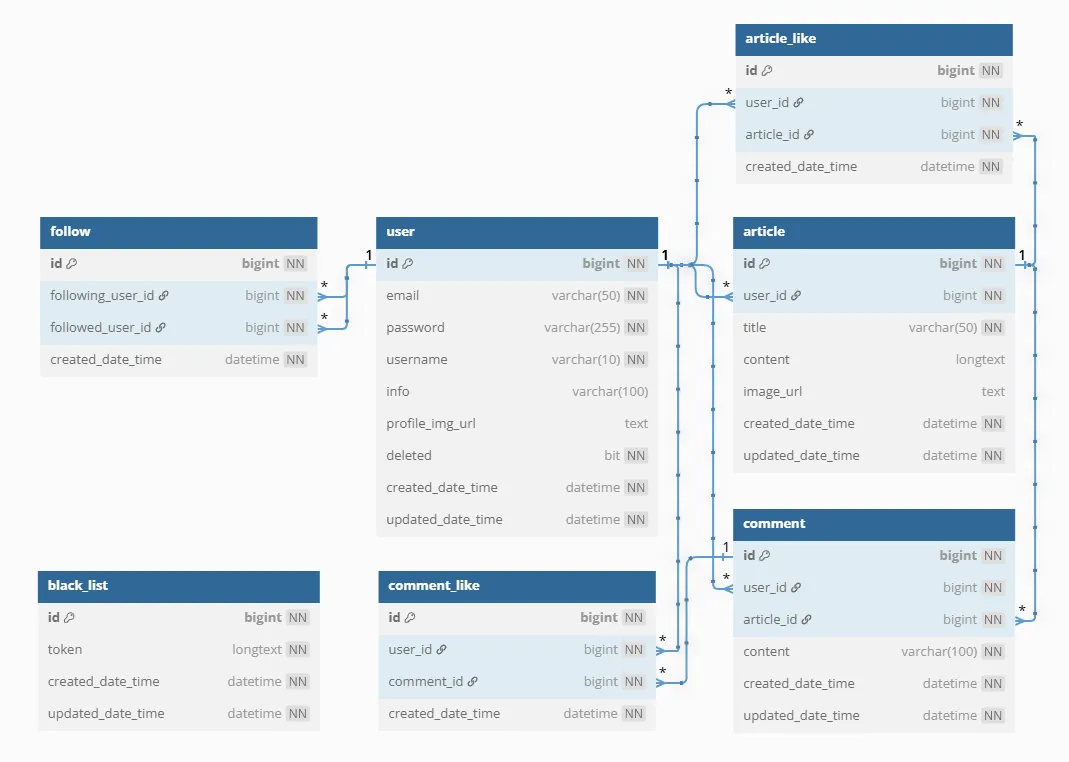 article_like
id bigint NN
user_id bigint NN
article_id bigint NN
created_date_time datetime NN
*
*
follow
id bigint NN
following_user_id bigint NN
followed_user_id bigint NN
created_date_time datetime NN
*
*
1
user
id bigint NN
email varchar(50) NN
password varchar(255) NN
username varchar(10) NN
info varchar(100)
profile_img_url text
deleted bit NN
created_date_time datetime NN
updated_date_time datetime NN
1
*
article
id bigint NN
user_id bigint NN
title varchar(50) NN
content longtext
image_url text
created_date_time datetime NN
updated_date_time datetime NN
1
black_list
id bigint NN
token longtext NN
created_date_time datetime NN
updated_date_time datetime NN
comment_like
id bigint NN
user_id bigint NN
comment_id bigint NN
created_date_time datetime NN
*
*
1
*
comment
id bigint NN
user_id bigint NN
article_id bigint NN
content varchar(100) NN
created_date_time datetime NN
updated_date_time datetime NN
*